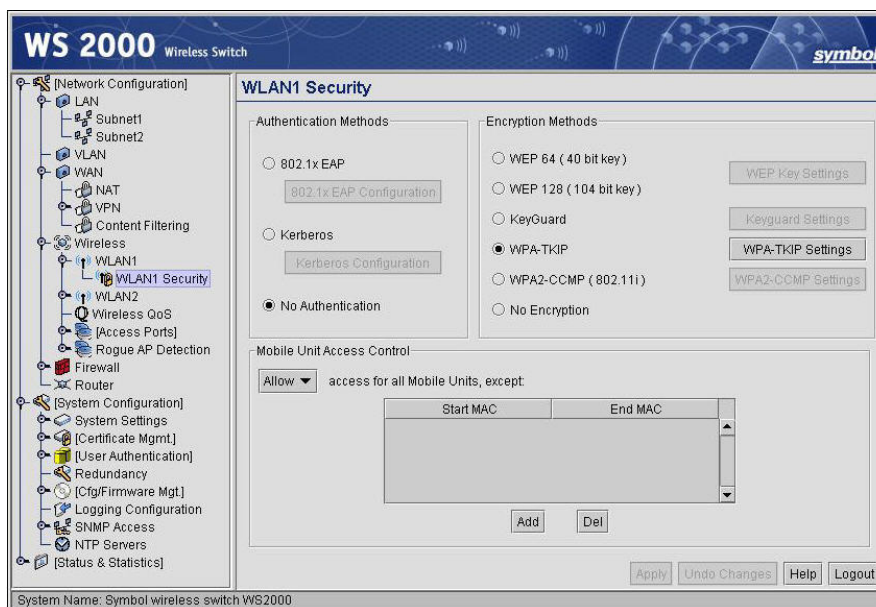 WS 2000 Wireless Switch
symbol
[Network Configuration]
LAN
Subnet1
Subnet2
VLAN
WAN
NAT
VPN
Content Filtering
Wireless
WLAN1
WLAN1 Security
WLAN2
Wireless QoS
[Access Ports]
Rogue AP Detection
Firewall
Router
[System Configuration]
System Settings
[Certificate Mgmt.]
[User Authentication]
Redundancy
[Cfg/Firmware Mgt.]
Logging Configuration
SNMP Access
NTP Servers
[Status & Statistics]
WLAN1 Security
Authentication Methods
802.1x EAP
802.1x EAP Configuration
Kerberos
Kerberos Configuration
No Authentication
Encryption Methods
WEP 64 ( 40 bit key )
WEP 128 ( 104 bit key )
WEP Key Settings
KeyGuard
Keyguard Settings
WPA-TKIP
WPA-TKIP Settings
WPA2-CCMP ( 802.11i )
WPA2-CCMP Settings
No Encryption
Mobile Unit Access Control
Allow access for all Mobile Units, except:
Start MAC End MAC
Add Del
Apply Undo Changes Help Logout
System Name: Symbol wireless switch WS2000